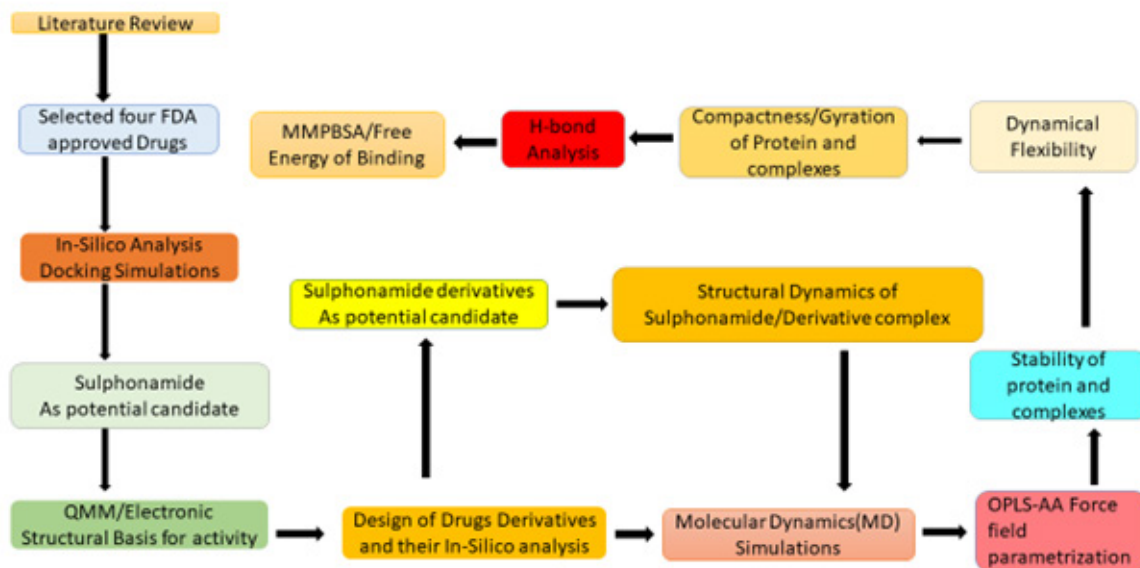 Literature Review
Selected four FDA
approved Drugs
In-Silico Analysis
Docking Simulations
Sulphonamide
As potential candidate
QMM/Electronic
Structural Basis for activity
Design of Drugs Derivatives
and their In-Silico analysis
Sulphonamide derivatives
As potential candidate
Structural Dynamics of
Sulphonamide/Derivative complex
Molecular Dynamics(MD)
Simulations
OPLS-AA Force
field
parametrization
Stability of
protein and
complexes
Dynamical
Flexibility
Compactness/Gyration
of Protein and
complexes
H-bond
Analysis
MMPBSA/Free
Energy of Binding